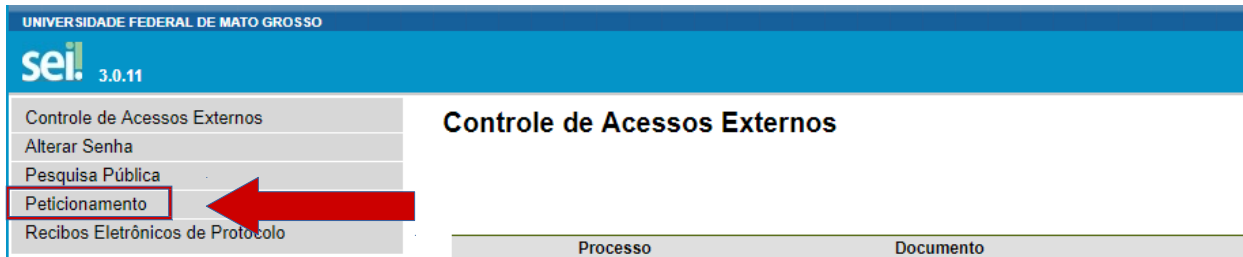 UNIVERSIDADE FEDERAL DE MATO GROSSO
sei! 3.0.11
Controle de Acessos Externos
Alterar Senha
Pesquisa Pública
Peticionamento
Recibos Eletrônicos de Protocolo
Controle de Acessos Externos
Processo Documento